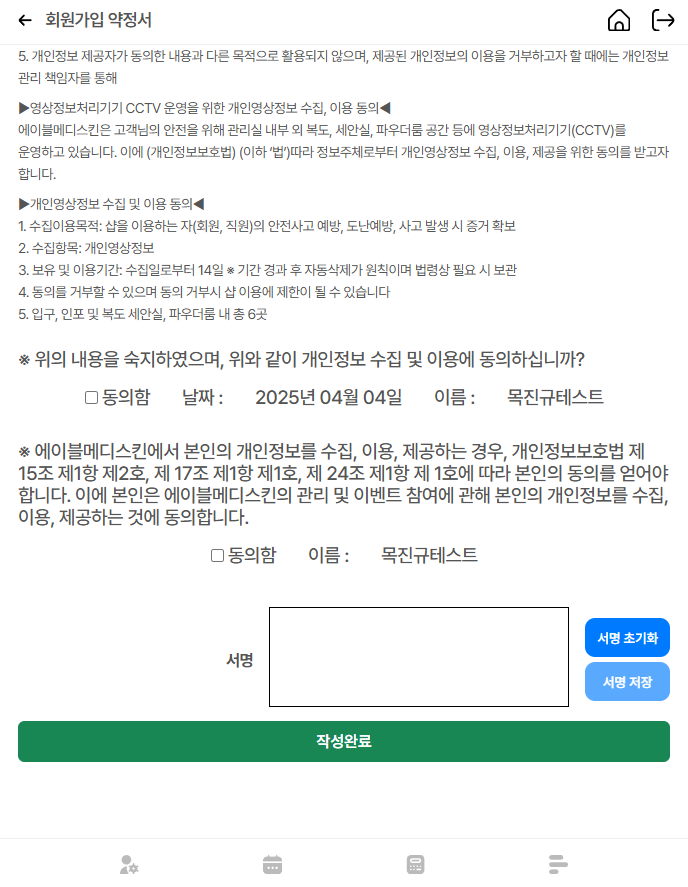 회원가입 약정서
5. 개인정보 제공자가 동의한 내용과 다른 목적으로 활용되지 않으며, 제공된 개인정보의 이용을 거부하고자 할 때에는 개인정보
관리 책임자를 통해
▶영상정보처리기기 CCTV 운영을 위한 개인영상정보 수집, 이용 동의◀
에이블메디스킨은 고객님의 안전을 위해 관리실 내부 외 복도, 세안실, 파우더룸 공간 등에 영상정보처리기기(CCTV)를
운영하고 있습니다. 이에 (개인정보보호법) (이하 ‘법’)따라 정보주체로부터 개인영상정보 수집, 이용, 제공을 위한 동의를 받고자
합니다.
▶개인영상정보 수집 및 이용 동의◀
1. 수집이용목적: 샵을 이용하는 자(회원, 직원)의 안전사고 예방, 도난예방, 사고 발생 시 증거 확보
2. 수집항목: 개인영상정보
3. 보유 및 이용기간: 수집일로부터 14일 ※ 기간 경과 후 자동삭제가 원칙이며 법령상 필요 시 보관
4. 동의를 거부할 수 있으며 동의 거부시 샵 이용에 제한이 될 수 있습니다
5. 입구, 인포 및 복도 세안실, 파우더룸 내 총 6곳
※ 위의 내용을 숙지하였으며, 위와 같이 개인정보 수집 및 이용에 동의하십니까?
동의함 날짜 : 2025년 04월 04일 이름 : 목진규테스트
※ 에이블메디스킨에서 본인의 개인정보를 수집, 이용, 제공하는 경우, 개인정보보호법 제
15조 제1항 제2호, 제 17조 제1항 제1호, 제 24조 제1항 제 1호에 따라 본인의 동의를 얻어야
합니다. 이에 본인은 에이블메디스킨의 관리 및 이벤트 참여에 관해 본인의 개인정보를 수집,
이용, 제공하는 것에 동의합니다.
동의함 이름 : 목진규테스트
서명
서명 초기화
서명 저장
작성완료